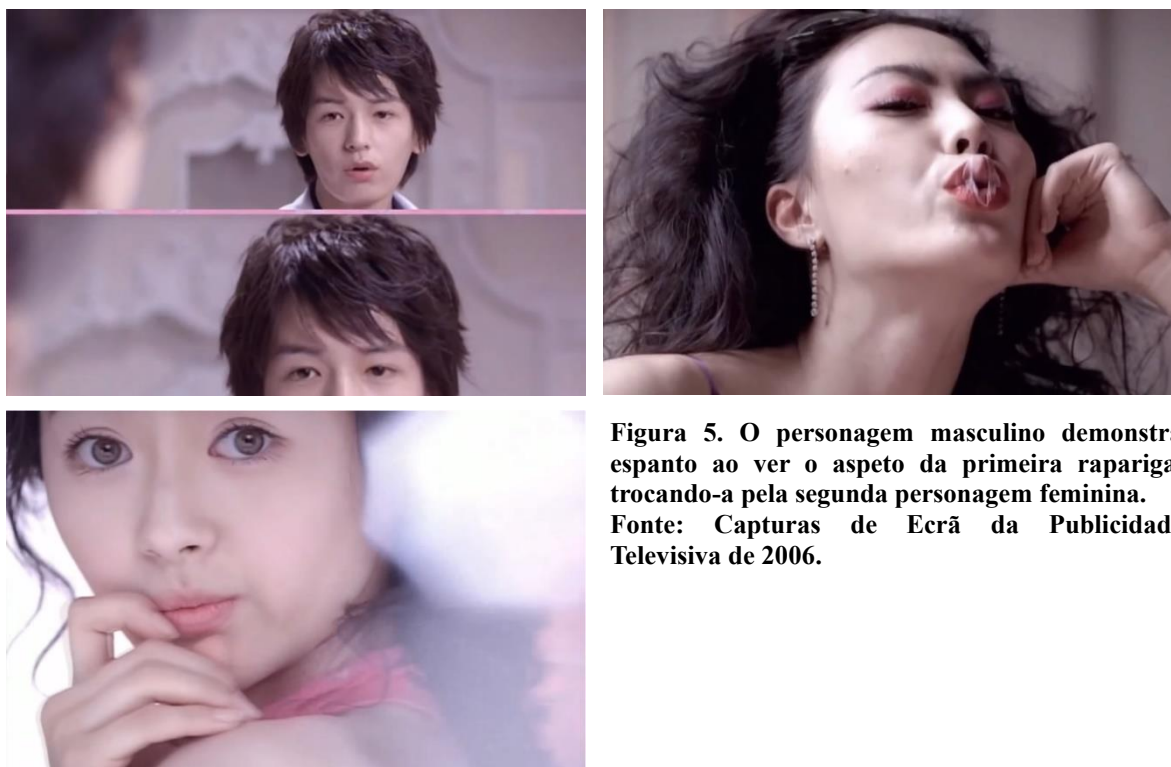 Figura 5. O personagem masculino demonstra
espanto ao ver o aspeto da primeira rapariga
trocando-a pela segunda personagem feminina.
Fonte: Capturas de Ecrã da Publicidad
Televisiva de 2006.